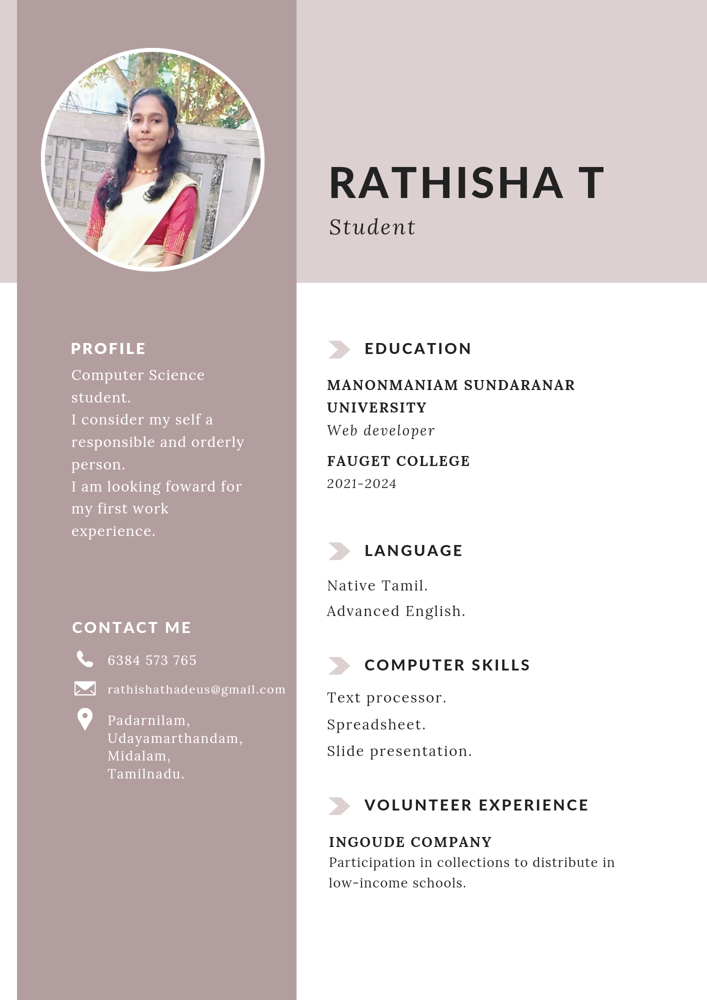 RATHISHA T
Student
PROFILE
Computer Science
student.
I consider my self a
responsible and orderly
person.
I am looking foward for
my first work
experience.
CONTACT ME
6384 573 765
rathishathadeus@gmail.com
Padarnilam,
Udayamarthandam,
Midalam,
Tamilnadu.
EDUCATION
MANONMANIAM SUNDARANAR
UNIVERSITY
Web developer
FAUGET COLLEGE
2021-2024
LANGUAGE
Native Tamil.
Advanced English.
COMPUTER SKILLS
Text processor.
Spreadsheet.
Slide presentation.
VOLUNTEER EXPERIENCE
INGOUDE COMPANY
Participation in collections to distribute in
low-income schools.